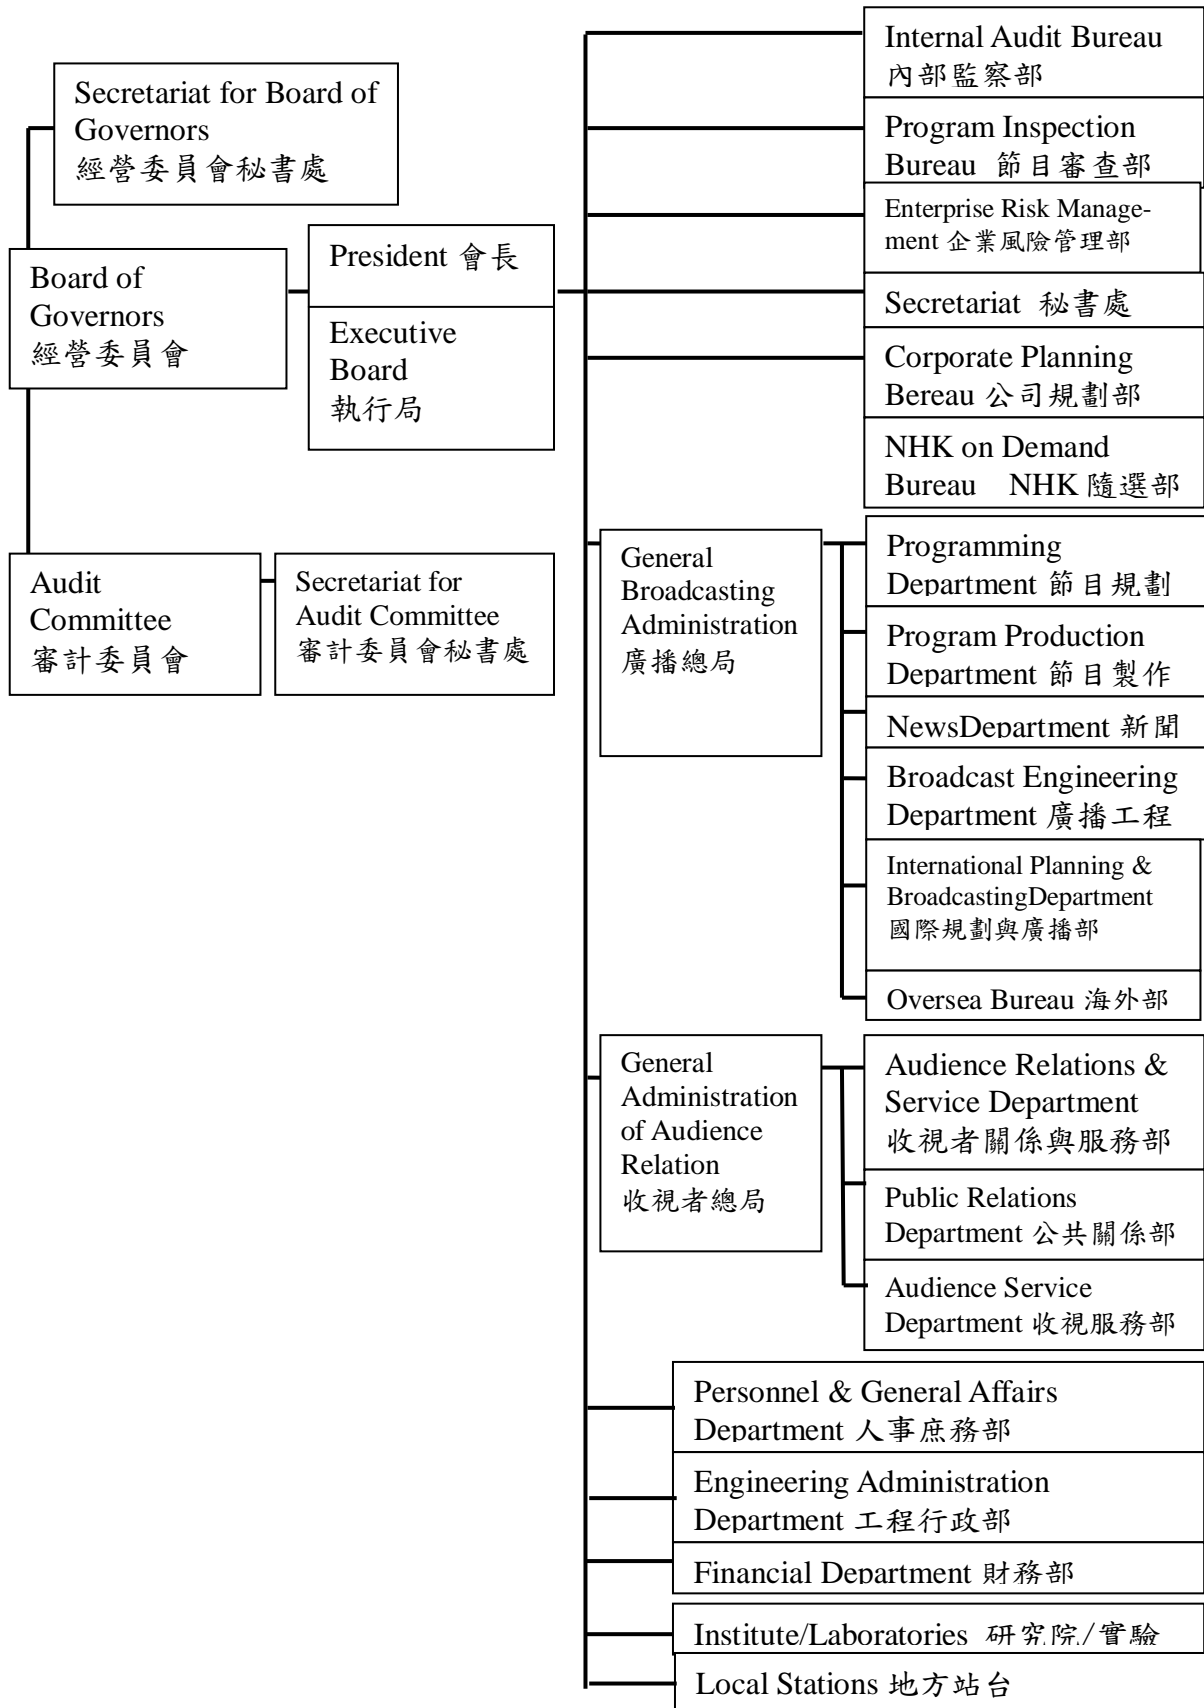 Secretariat for Board of
Governors
經營委員會秘書處
Board of
Governors
經營委員會
Audit
Committee
審計委員會
Secretariat for
Audit Committee
審計委員會秘書處
President 會長
Executive
Board
執行局
Internal Audit Bureau
內部監察部
Program Inspection
Bureau 節目審查部
Enterprise Risk Manage-
ment 企業風險管理部
Secretariat 秘書處
Corporate Planning
Bereau 公司規劃部
NHK on Demand
Bureau NHK 隨選部
General
Broadcasting
Administration
廣播總局
Programming
Department 節目規劃
Program Production
Department 節目製作
NewsDepartment 新聞
Broadcast Engineering
Department 廣播工程
International Planning &
BroadcastingDepartment
國際規劃與廣播部
Oversea Bureau 海外部
General
Administration
of Audience
Relation
收視者總局
Audience Relations &
Service Department
收視者關係與服務部
Public Relations
Department 公共關係部
Audience Service
Department 收視服務部
Personnel & General Affairs
Department 人事庶務部
Engineering Administration
Department 工程行政部
Financial Department 財務部
Institute/Laboratories 研究院/實驗
Local Stations 地方站台